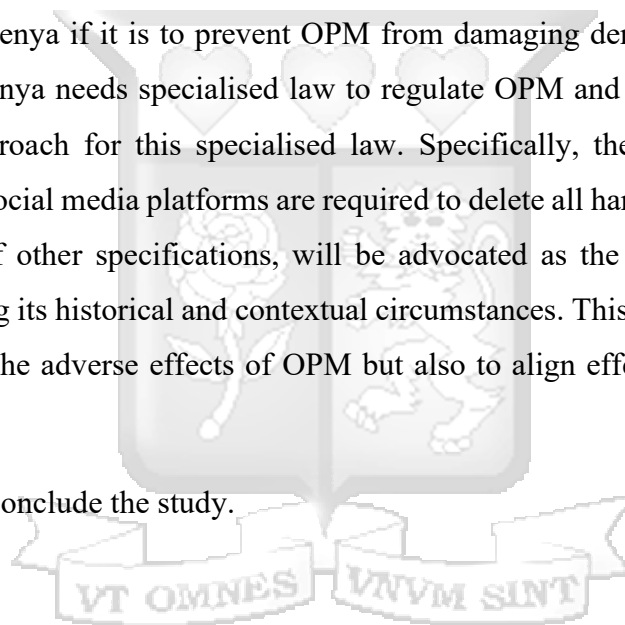 enya if it is to prevent OPM from damaging
nya needs specialised law to regulate OPM and
roach for this specialised law. Specifically, the
ocial media platforms are required to delete all
f other specifications, will be advocated as the
g its historical and contextual circumstances. This
he adverse effects of OPM but also to align
onclude the study.
VT OMNES VNVM SINT